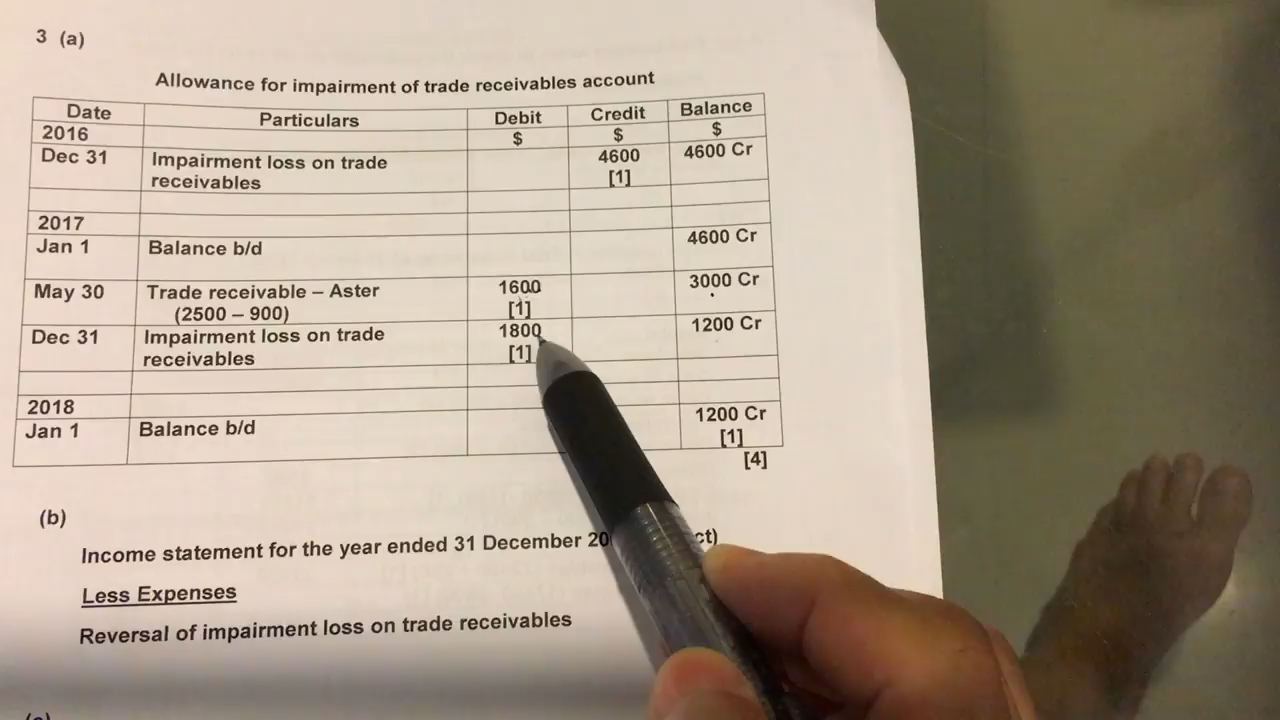 3 (a)
Allowance for impairment of trade receivables account
Date Particulars Debit Credit Balance
2016 $ $ $
Dec 31 Impairment loss on trade 4600 4600 Cr
receivables [1]
2017
Jan 1 Balance b/d 4600 Cr
May 30 Trade receivable – Aster 1600 3000 Cr
(2500 – 900) [1]
Dec 31 Impairment loss on trade 1800 1200 Cr
receivables [1]
2018
Jan 1 Balance b/d 1200 Cr
[1]
[4]
(b)
Income statement for the year ended 31 December
Less Expenses
Reversal of impairment loss on trade receivables